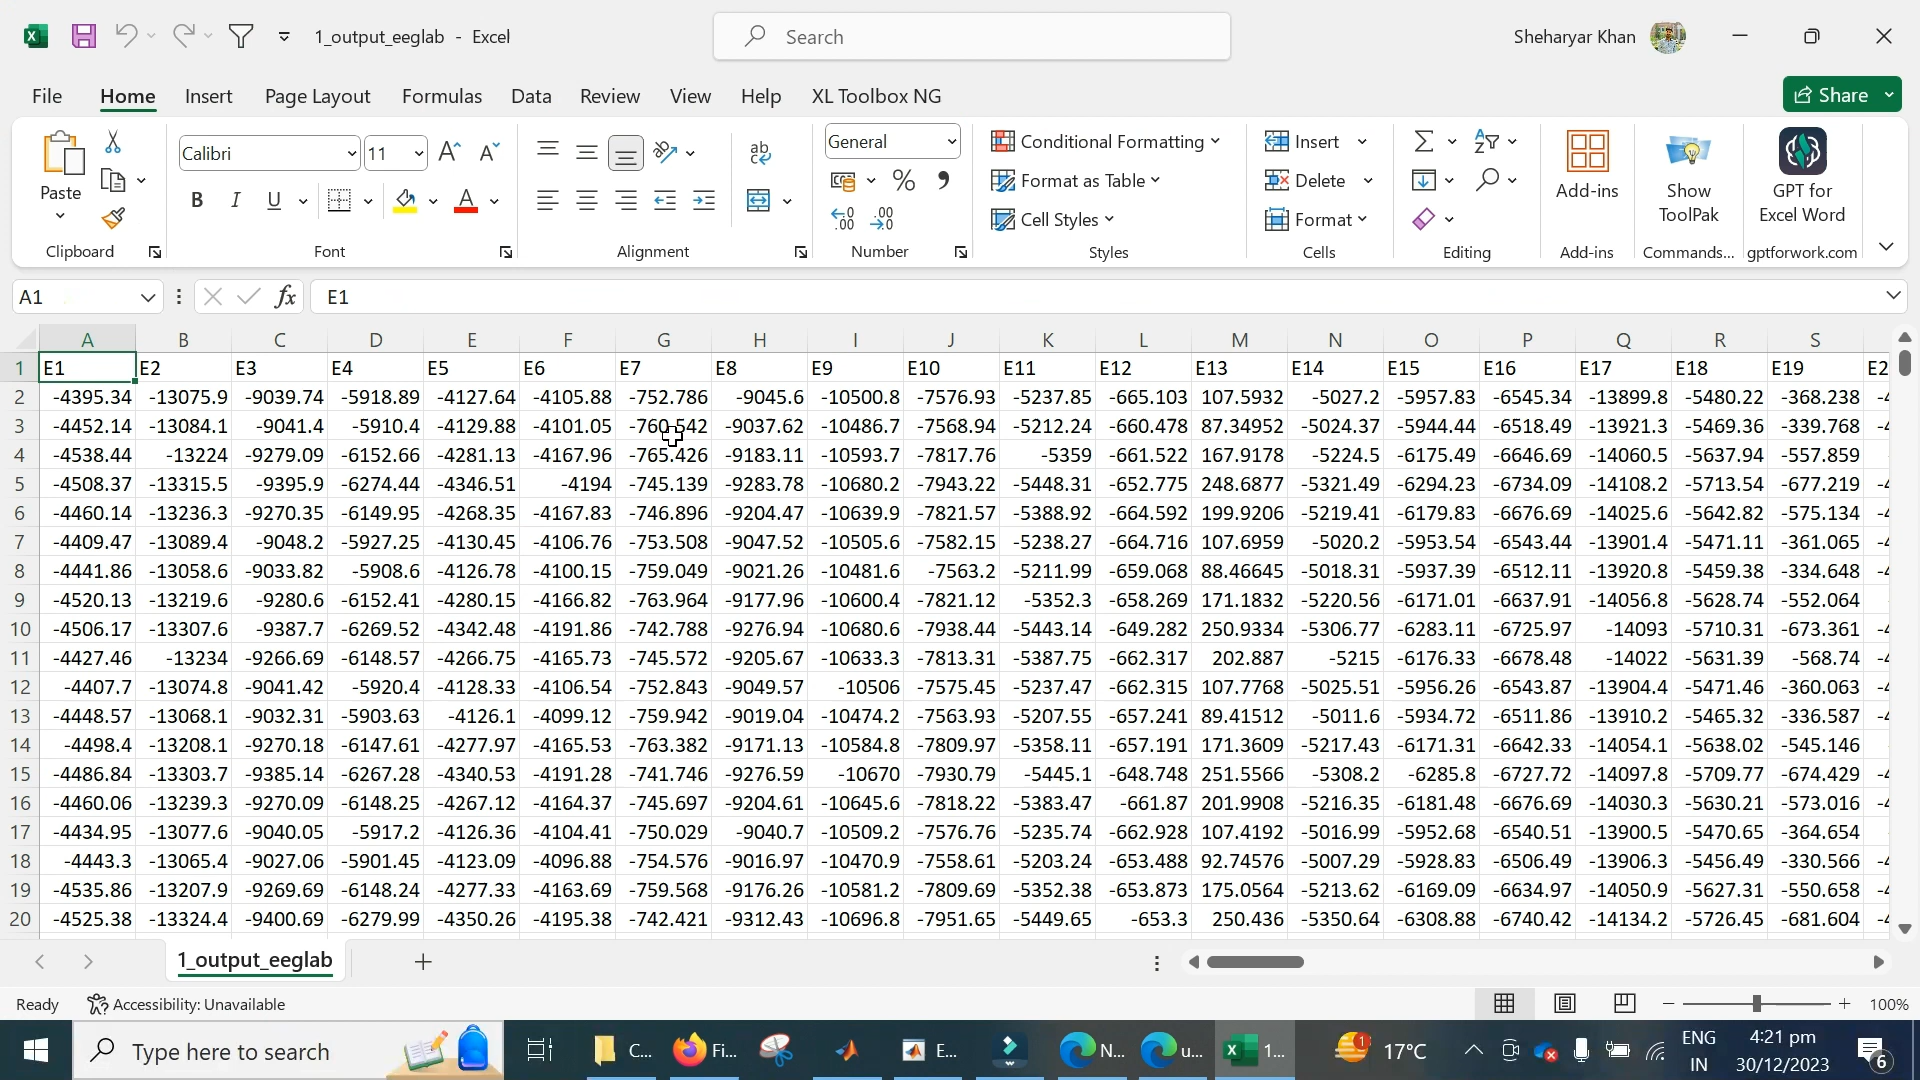 1_output_eeglab - Excel
Search
Sheharyar Khan
File Home Insert Page Layout Formulas Data Review View Help XL Toolbox NG
Share
Paste
Calibri 11
General
Conditional Formatting
Format as Table
Cell Styles
Insert
Delete
Format
Add-ins
Show ToolPak
GPT for Excel Word
Clipboard Font Alignment Number Styles Cells Editing Add-ins Commands... gptforwork.com
A1 fx E1
A B C D E F G H I J K L M N O P Q R S
1 E1 E2 E3 E4 E5 E6 E7 E8 E9 E10 E11 E12 E13 E14 E15 E16 E17 E18 E19 E2
2 -4395.34 -13075.9 -9039.74 -5918.89 -4127.64 -4105.88 -752.786 -9045.6 -10500.8 -7576.93 -5237.85 -665.103 107.5932 -5027.2 -5957.83 -6545.34 -13899.8 -5480.22 -368.238 -4
3 -4452.14 -13084.1 -9041.4 -5910.4 -4129.88 -4101.05 -760.542 -9037.62 -10486.7 -7568.94 -5212.24 -660.478 87.34952 -5024.37 -5944.44 -6518.49 -13921.3 -5469.36 -339.768 -4
4 -4538.44 -13224 -9279.09 -6152.66 -4281.13 -4167.96 -765.426 -9183.11 -10593.7 -7817.76 -5359 -661.522 167.9178 -5224.5 -6175.49 -6646.69 -14060.5 -5637.94 -557.859
5 -4508.37 -13315.5 -9395.9 -6274.44 -4346.51 -4194 -745.139 -9283.78 -10680.2 -7943.22 -5448.31 -652.775 248.6877 -5321.49 -6294.23 -6734.09 -14108.2 -5713.54 -677.219 -4
6 -4460.14 -13236.3 -9270.35 -6149.95 -4268.35 -4167.83 -746.896 -9204.47 -10639.9 -7821.57 -5388.92 -664.592 199.9206 -5219.41 -6179.83 -6676.69 -14025.6 -5642.82 -575.134 -4
7 -4409.47 -13089.4 -9048.2 -5927.25 -4130.45 -4106.76 -753.508 -9047.52 -10505.6 -7582.15 -5238.27 -664.716 107.6959 -5020.2 -5953.54 -6543.44 -13901.4 -5471.11 -361.065 -4
8 -4441.86 -13058.6 -9033.82 -5908.6 -4126.78 -4100.15 -759.049 -9021.26 -10481.6 -7563.2 -5211.99 -659.068 88.46645 -5018.31 -5937.39 -6512.11 -13920.8 -5459.38 -334.648 -4
9 -4520.13 -13219.6 -9280.6 -6152.41 -4280.15 -4166.82 -763.964 -9177.96 -10600.4 -7821.12 -5352.3 -658.269 171.1832 -5220.56 -6171.01 -6637.91 -14056.8 -5628.74 -552.064
10 -4506.17 -13307.6 -9387.7 -6269.52 -4342.48 -4191.86 -742.788 -9276.94 -10680.6 -7938.44 -5443.14 -649.282 250.9334 -5306.77 -6283.11 -6725.97 -14093 -5710.31 -673.361 -4
11 -4427.46 -13234 -9266.69 -6148.57 -4266.75 -4165.73 -745.572 -9205.67 -10633.3 -7813.31 -5387.75 -662.317 202.887 -5215 -6176.33 -6678.48 -14022 -5631.39 -568.74 -4
12 -4407.7 -13074.8 -9041.42 -5920.4 -4128.33 -4106.54 -752.843 -9049.57 -10506 -7575.45 -5237.47 -662.315 107.7768 -5025.51 -5956.26 -6543.87 -13904.4 -5471.46 -360.063 -4
13 -4448.57 -13068.1 -9032.31 -5903.63 -4126.1 -4099.12 -759.942 -9019.04 -10474.2 -7563.93 -5207.55 -657.241 89.41512 -5011.6 -5934.72 -6511.86 -13910.2 -5465.32 -336.587 -4
14 -4498.4 -13208.1 -9270.18 -6147.61 -4277.97 -4165.53 -763.382 -9171.13 -10584.8 -7809.97 -5358.11 -657.191 171.3609 -5217.43 -6171.31 -6642.33 -14054.1 -5638.02 -545.146
15 -4486.84 -13303.7 -9385.14 -6267.28 -4340.53 -4191.28 -741.746 -9276.59 -10670 -7930.79 -5445.1 -648.748 251.5566 -5308.2 -6285.8 -6727.72 -14097.8 -5709.77 -674.429 -4
16 -4460.06 -13239.3 -9270.09 -6148.25 -4267.12 -4164.37 -745.697 -9204.61 -10645.6 -7818.22 -5383.47 -661.87 201.9908 -5216.35 -6181.48 -6676.69 -14030.3 -5630.21 -573.016 -4
17 -4434.95 -13077.6 -9040.05 -5917.2 -4126.36 -4104.41 -750.029 -9040.7 -10509.2 -7576.76 -5235.74 -662.928 107.4192 -5016.99 -5952.68 -6540.51 -13900.5 -5470.65 -364.654
18 -4443.3 -13065.4 -9027.06 -5901.45 -4123.09 -4096.88 -754.576 -9016.97 -10470.9 -7558.61 -5203.24 -653.488 92.74576 -5007.29 -5928.83 -6506.49 -13906.3 -5456.49 -330.566 -4
19 -4535.86 -13207.9 -9269.69 -6148.24 -4277.33 -4163.69 -759.568 -9176.26 -10581.2 -7809.69 -5352.38 -653.873 175.0564 -5213.62 -6169.09 -6634.97 -14050.9 -5627.31 -550.658 -4
20 -4525.38 -13324.4 -9400.69 -6279.99 -4350.26 -4195.38 -742.421 -9312.43 -10696.8 -7951.65 -5449.65 -653.3 250.436 -5350.64 -6308.88 -6740.42 -14134.2 -5726.45 -681.604 -4
1_output_eeglab
Ready Accessibility: Unavailable 100%
Type here to search C... Fi... E... N... u... 1... 1 17°C ENG IN 4:21 pm 30/12/2023 6